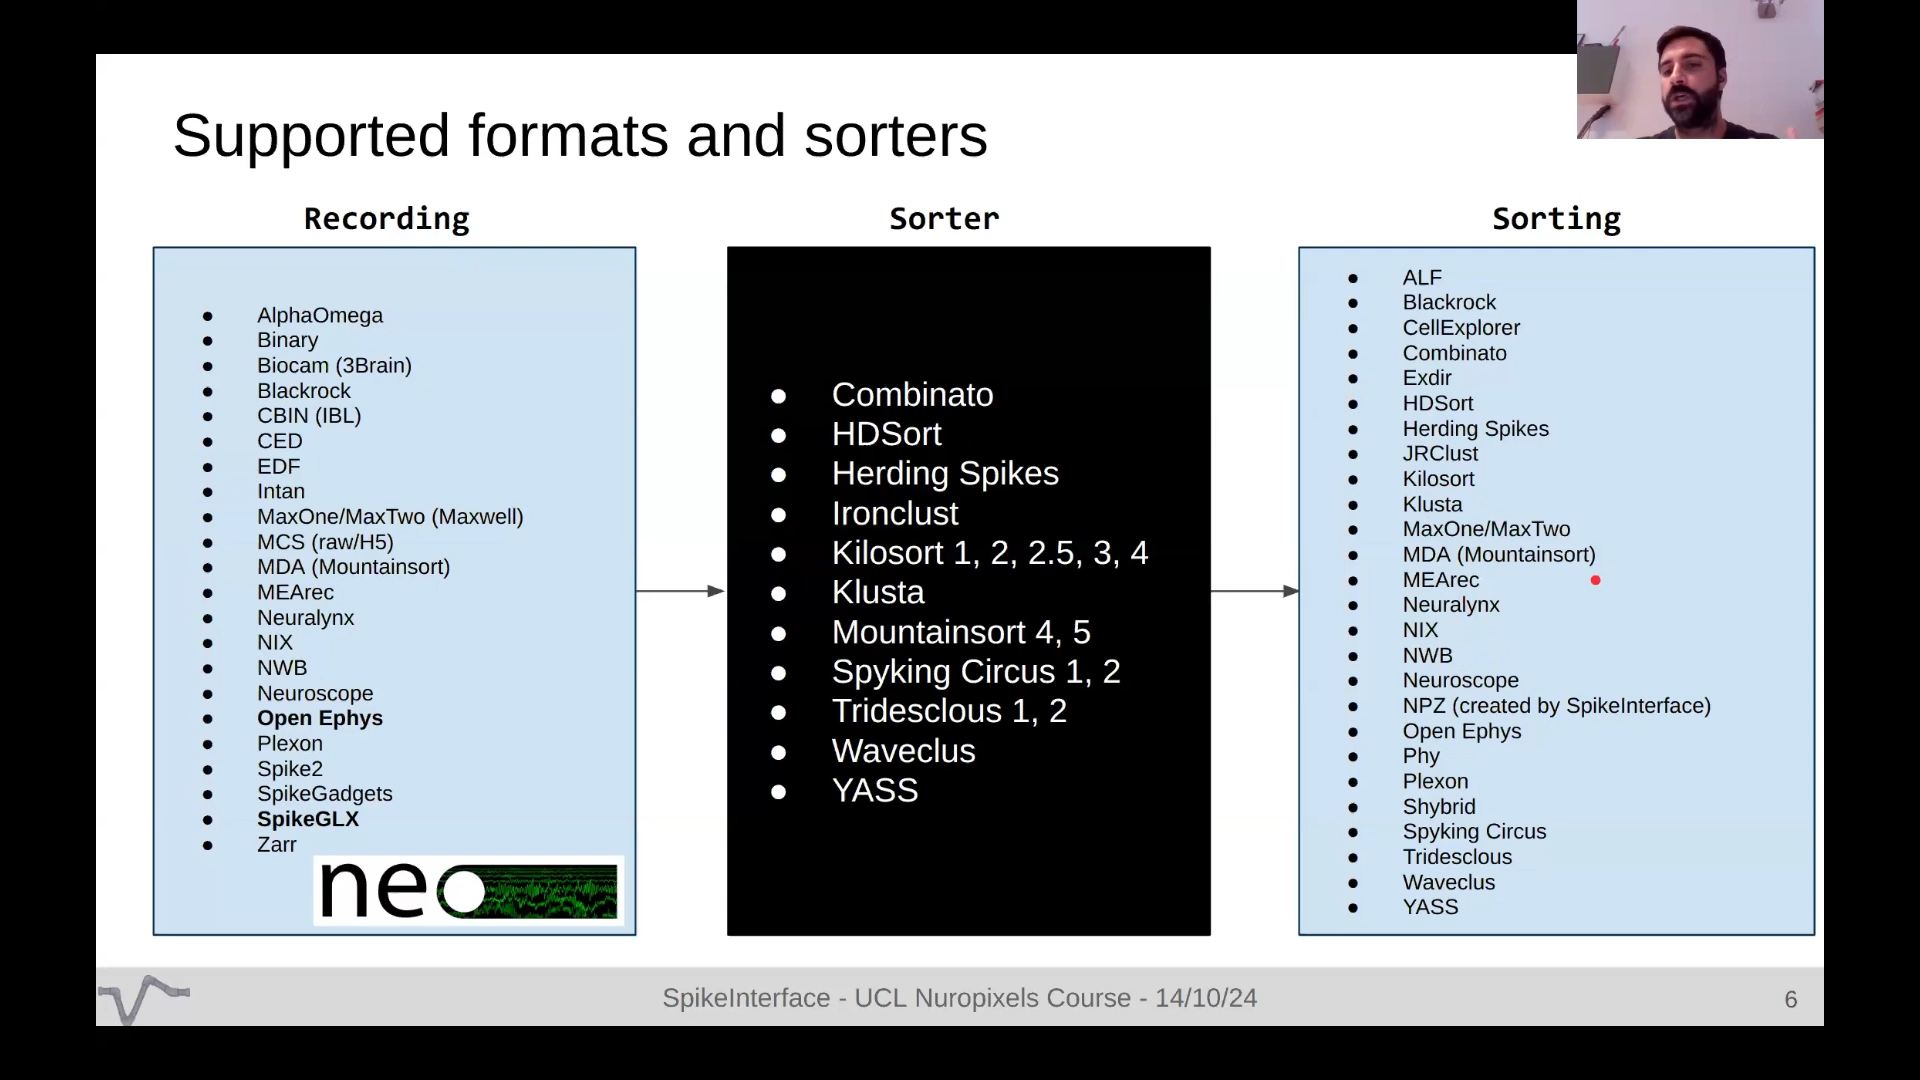 Supported formats and sorters
Recording
AlphaOmega
Binary
Biocam (3Brain)
Blackrock
CBIN (IBL)
CED
EDF
Intan
MaxOne/MaxTwo (Maxwell)
MCS (raw/H5)
MDA (Mountainsort)
MEArec
Neuralynx
NIX
NWB
Neuroscope
Open Ephys
Plexon
Spike2
SpikeGadgets
SpikeGLX
Zarr
neo
Sorter
Combinato
HDSort
Herding Spikes
Ironclust
Kilosort 1, 2, 2.5, 3, 4
Klusta
Mountainsort 4, 5
Spyking Circus 1, 2
Tridesclous 1, 2
Waveclus
YASS
Sorting
ALF
Blackrock
CellExplorer
Combinato
Exdir
HDSort
Herding Spikes
JRClust
Kilosort
Klusta
MaxOne/MaxTwo
MDA (Mountainsort)
MEArec
Neuralynx
NIX
NWB
Neuroscope
NPZ (created by SpikeInterface)
Open Ephys
Phy
Plexon
Shybrid
Spyking Circus
Tridesclous
Waveclus
YASS
SpikeInterface - UCL Nuropixels Course - 14/10/24
6